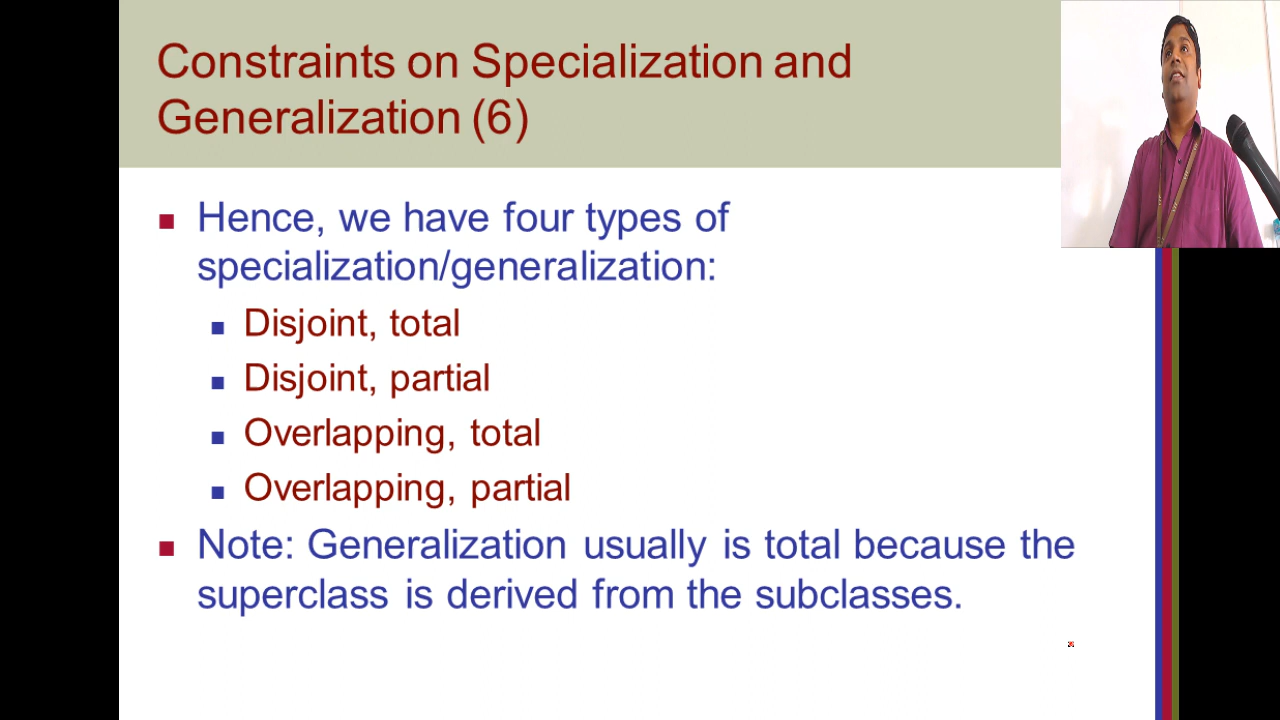 Constraints on Specialization and
Generalization (6)
Hence, we have four types of
specialization/generalization:
Disjoint, total
Disjoint, partial
Overlapping, total
Overlapping, partial
Note: Generalization usually is total because the
superclass is derived from the subclasses.